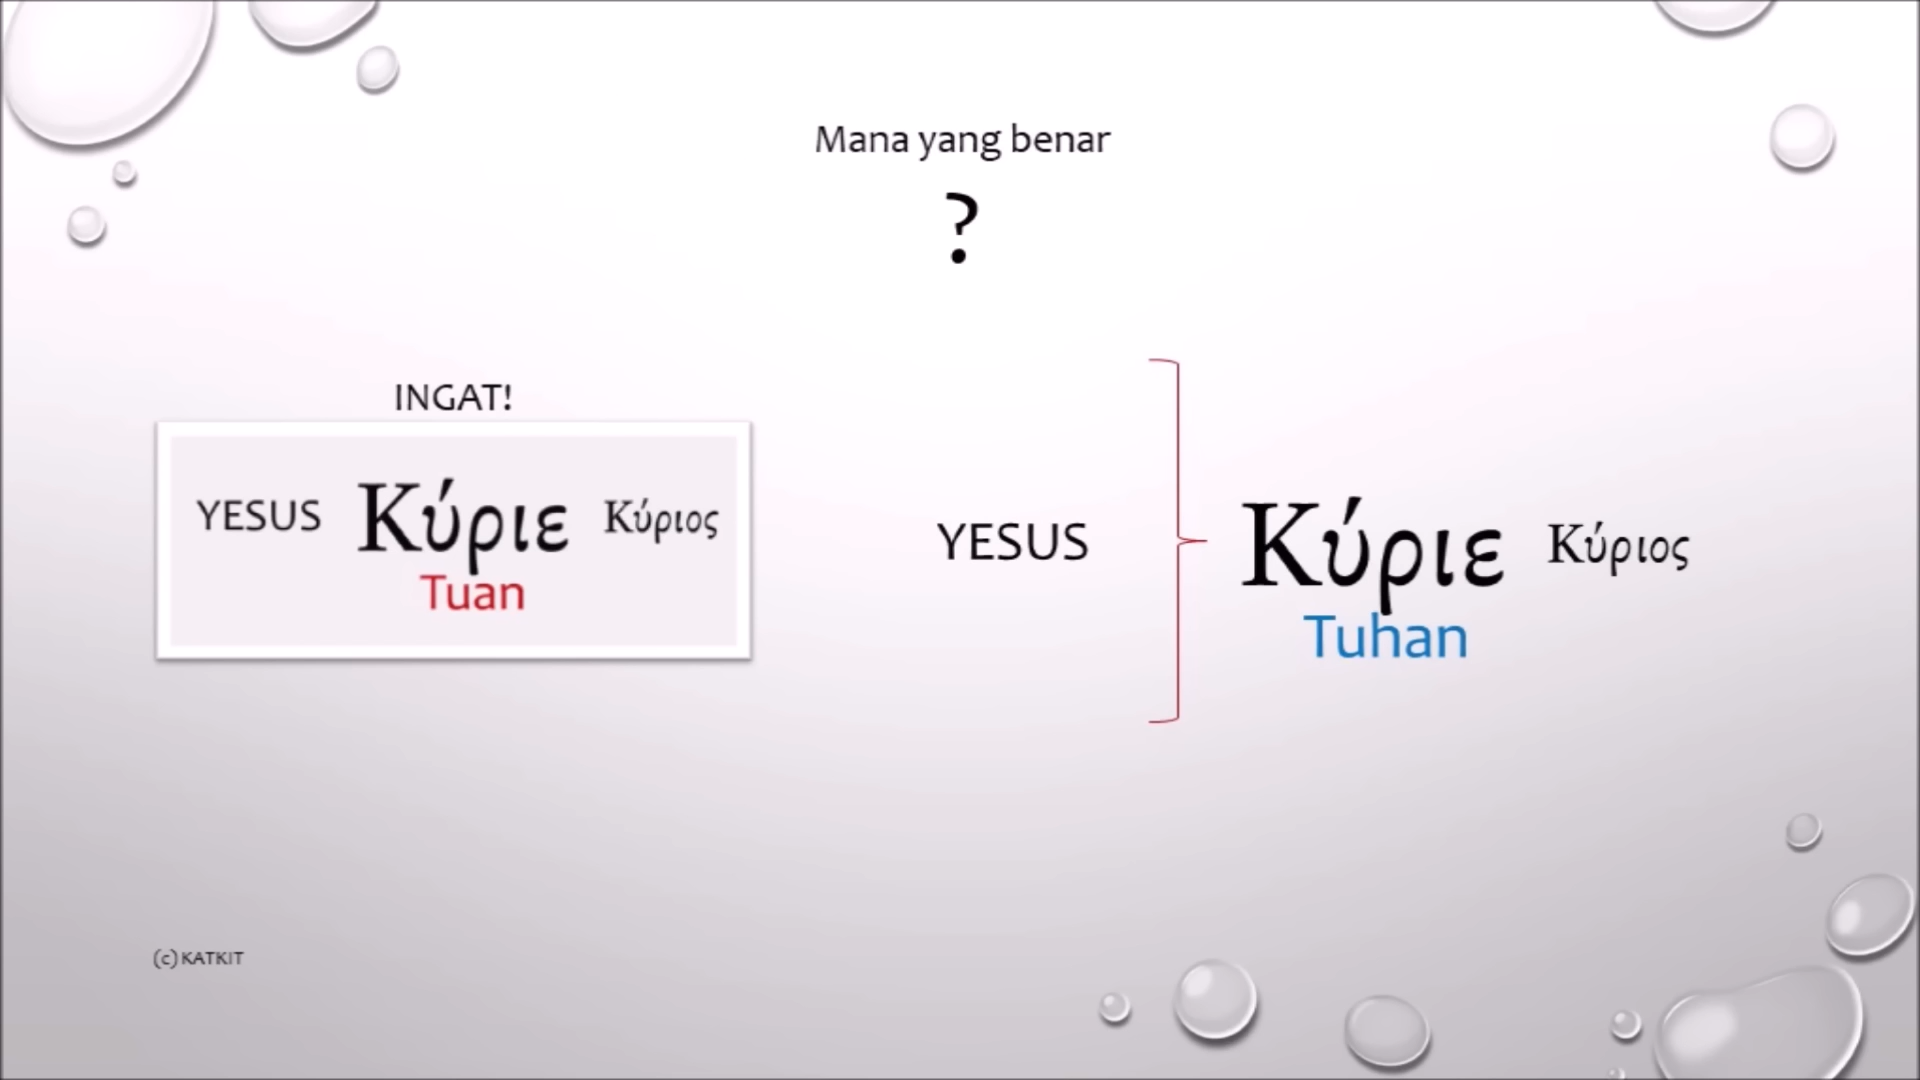 Mana yang benar
?
INGAT!
YESUS Κύριε Κύριος
Tuan
YESUS Κύριε Κύριος
Tuhan
(c) KATKIT